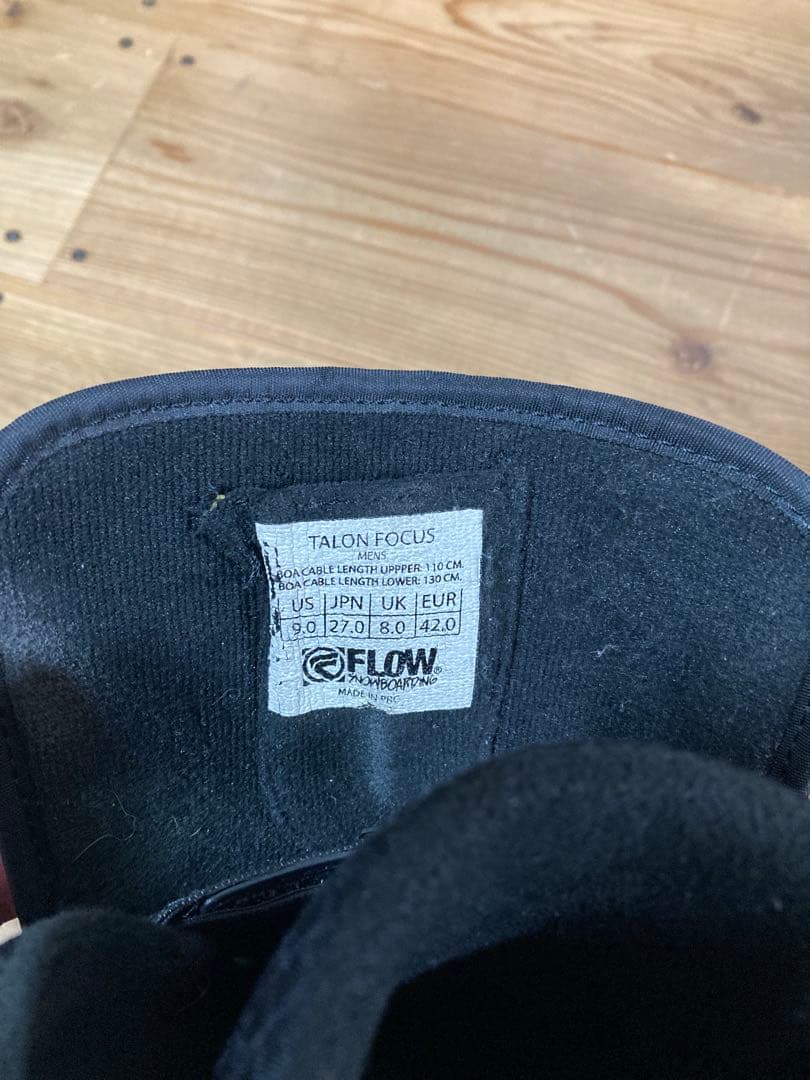 TALON FOCUS
MENS
BOA CABLE LENGTH UPPPER: 110 CM.
BOA CABLE LENGTH LOWER: 130 CM.
US JPN UK EUR
9.0 27.0 8.0 42.0
FLOW®
SNOWBOARDING
MADE IN PRC